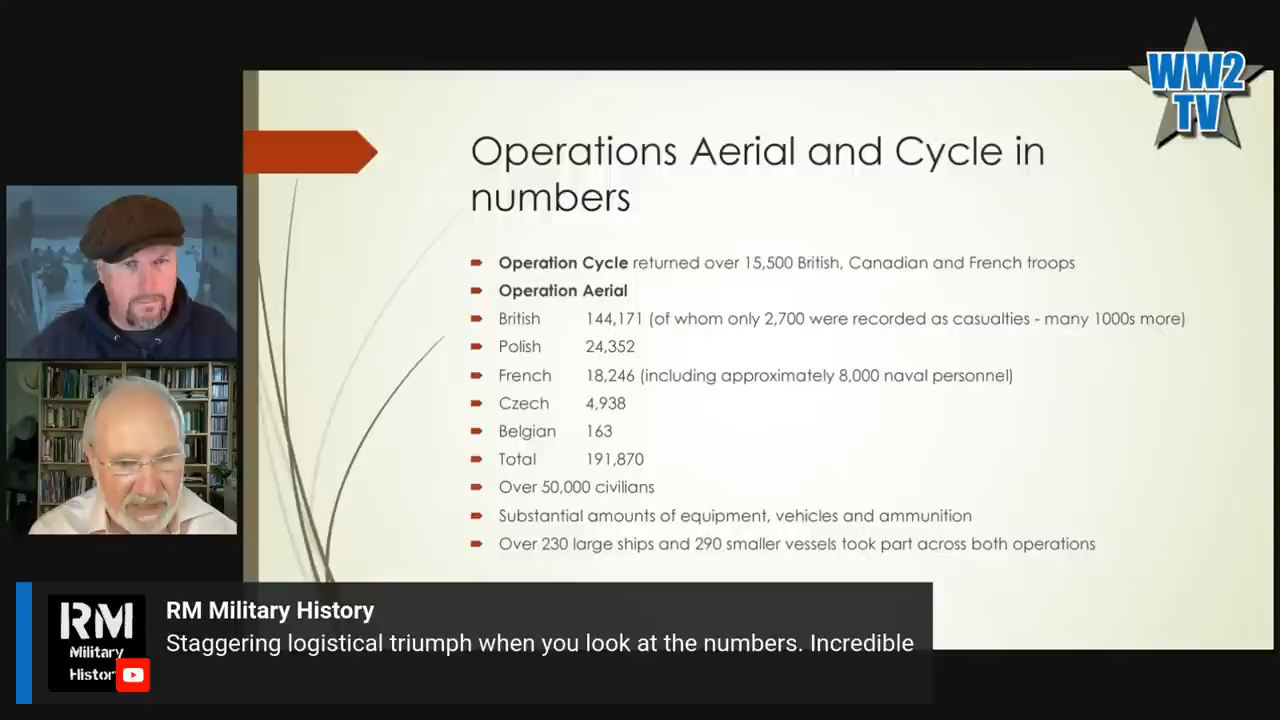 WW2
TV
Operations Aerial and Cycle in
numbers
Operation Cycle returned over 15,500 British, Canadian and French troops
Operation Aerial
British 144,171 (of whom only 2,700 were recorded as casualties - many 1000s more)
Polish 24,352
French 18,246 (including approximately 8,000 naval personnel)
Czech 4,938
Belgian 163
Total 191,870
Over 50,000 civilians
Substantial amounts of equipment, vehicles and ammunition
Over 230 large ships and 290 smaller vessels took part across both operations
RM
Military
History
RM Military History
Staggering logistical triumph when you look at the numbers. Incredible